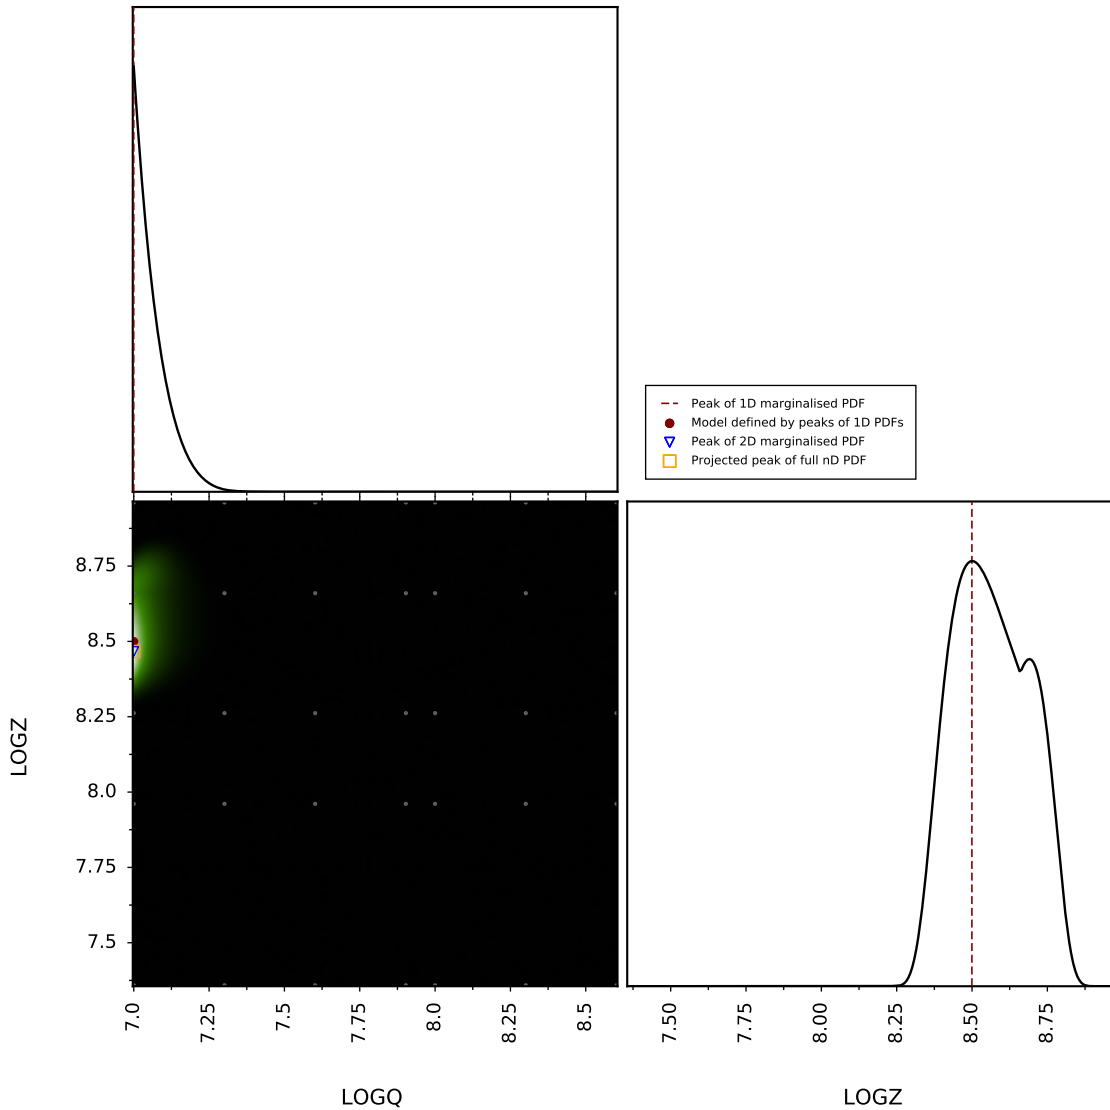 Peak of 1D marginalised PDF
Model defined by peaks of 1D PDFs
Peak of 2D marginalised PDF
Projected peak of full nD PDF
8.75
8.5
8.25
8.0
7.75
7.5
LOGZ
7.0 7.25 7.5 7.75 8.0 8.25 8.5
7.50 7.75 8.00 8.25 8.50 8.75
LOGQ
LOGZ